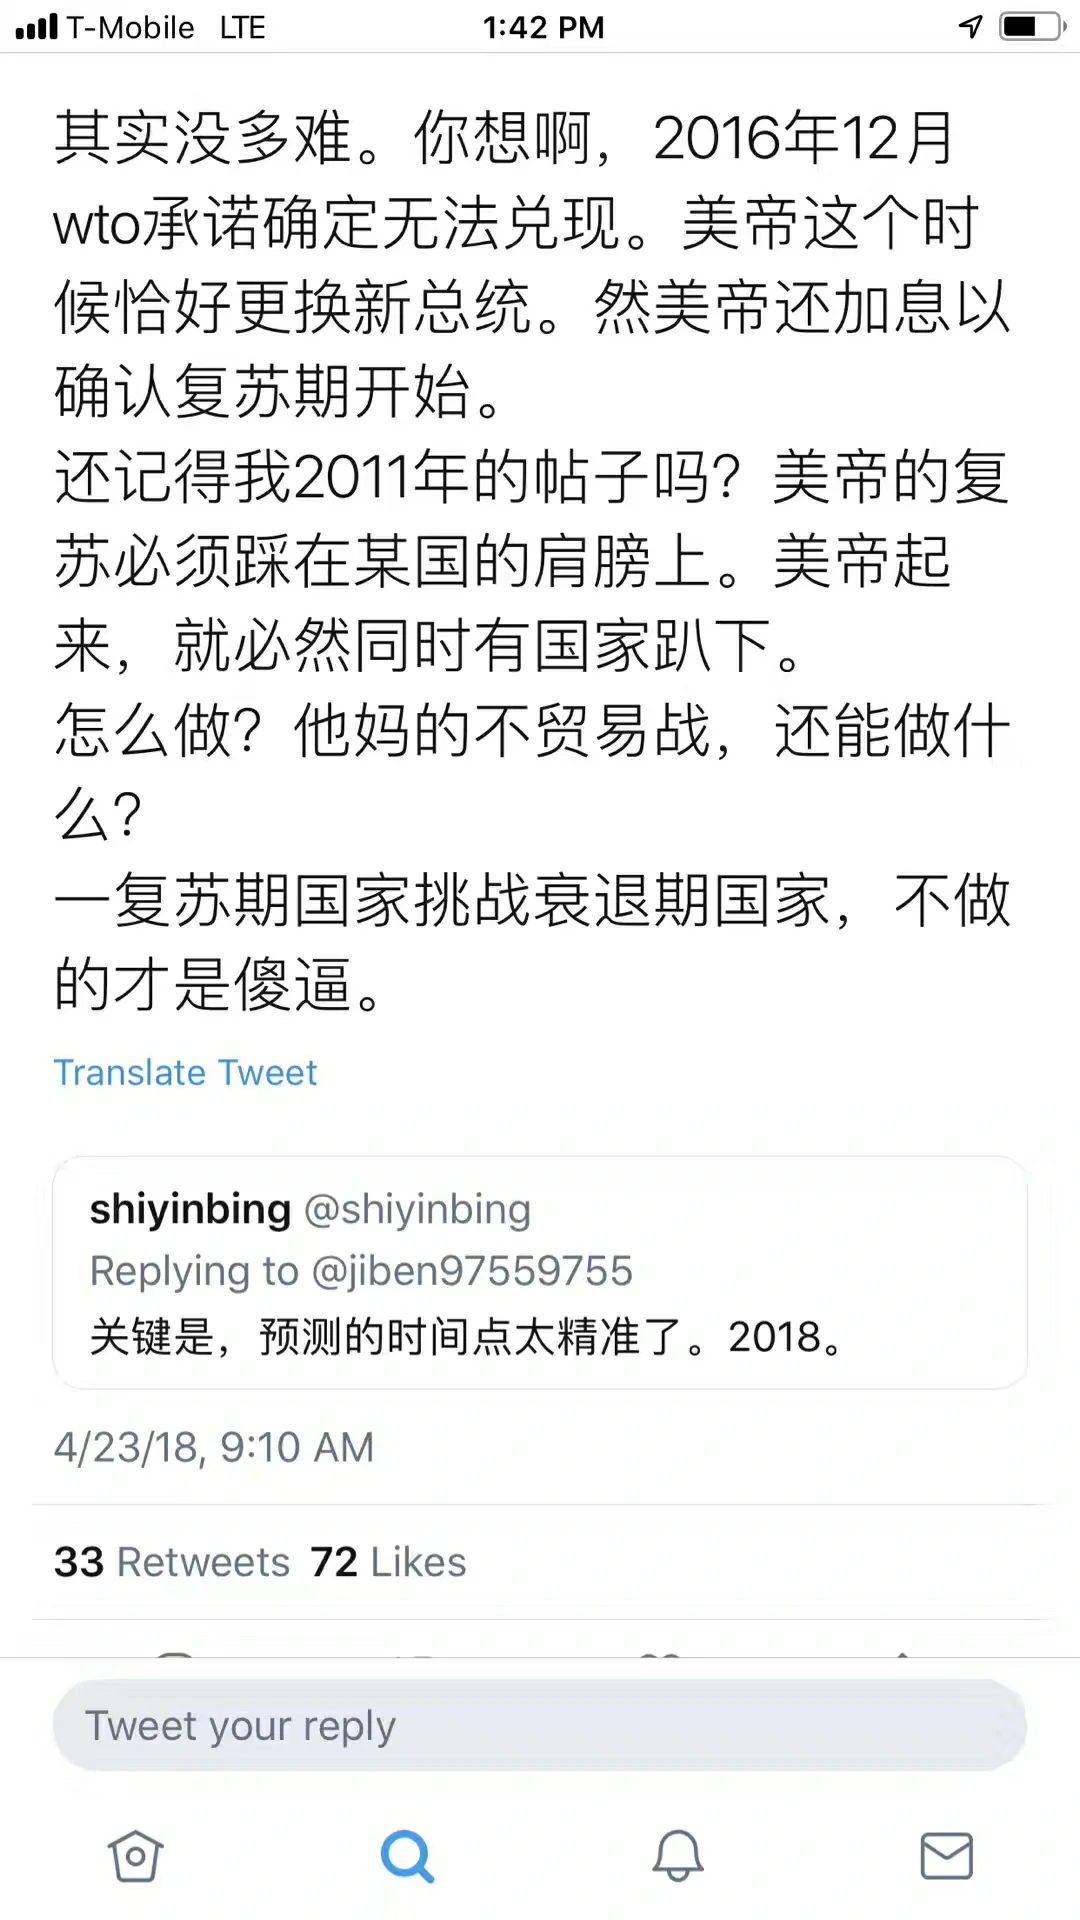 T-Mobile LTE 1:42 PM
其实没多难。你想啊，2016年12月
wto承诺确定无法兑现。美帝这个时
候恰好更换新总统。然美帝还加息以
确认复苏期开始。
还记得我2011年的帖子吗？美帝的复
苏必须踩在某国的肩膀上。美帝起
来，就必然同时有国家趴下。
怎么做？他妈的不贸易战，还能做什
么？
一复苏期国家挑战衰退期国家，不做
的才是傻逼。
Translate Tweet
shiyinbing @shiyinbing
Replying to @jiben97559755
关键是，预测的时间点太精准了。2018。
4/23/18, 9:10 AM
33 Retweets 72 Likes
Tweet your reply